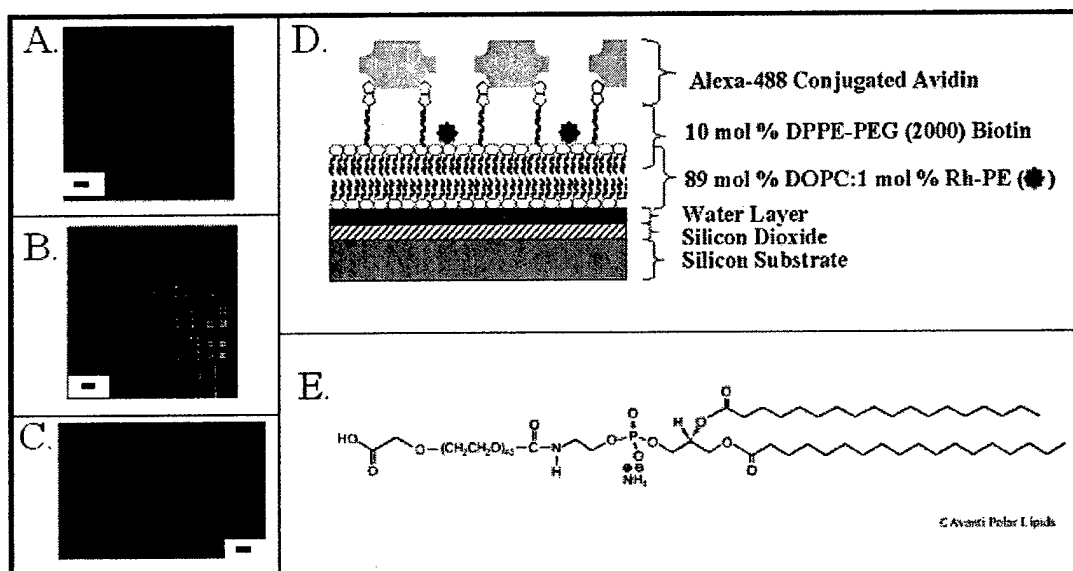 A.
B.
C.
D.
Alexa-488 Conjugated Avidin
10 mol % DPPE-PEG (2000) Biotin
89 mol % DOPC:1 mol % Rh-PE ( )
Water Layer
Silicon Dioxide
Silicon Substrate
E.
HO
O
O
(CH₂CH₂O)₄₅
O
C
N
H
O
O
P
O
O
⊕ ⊖
NH₄
H
O
O
O
O
© Avanti Polar Lipids